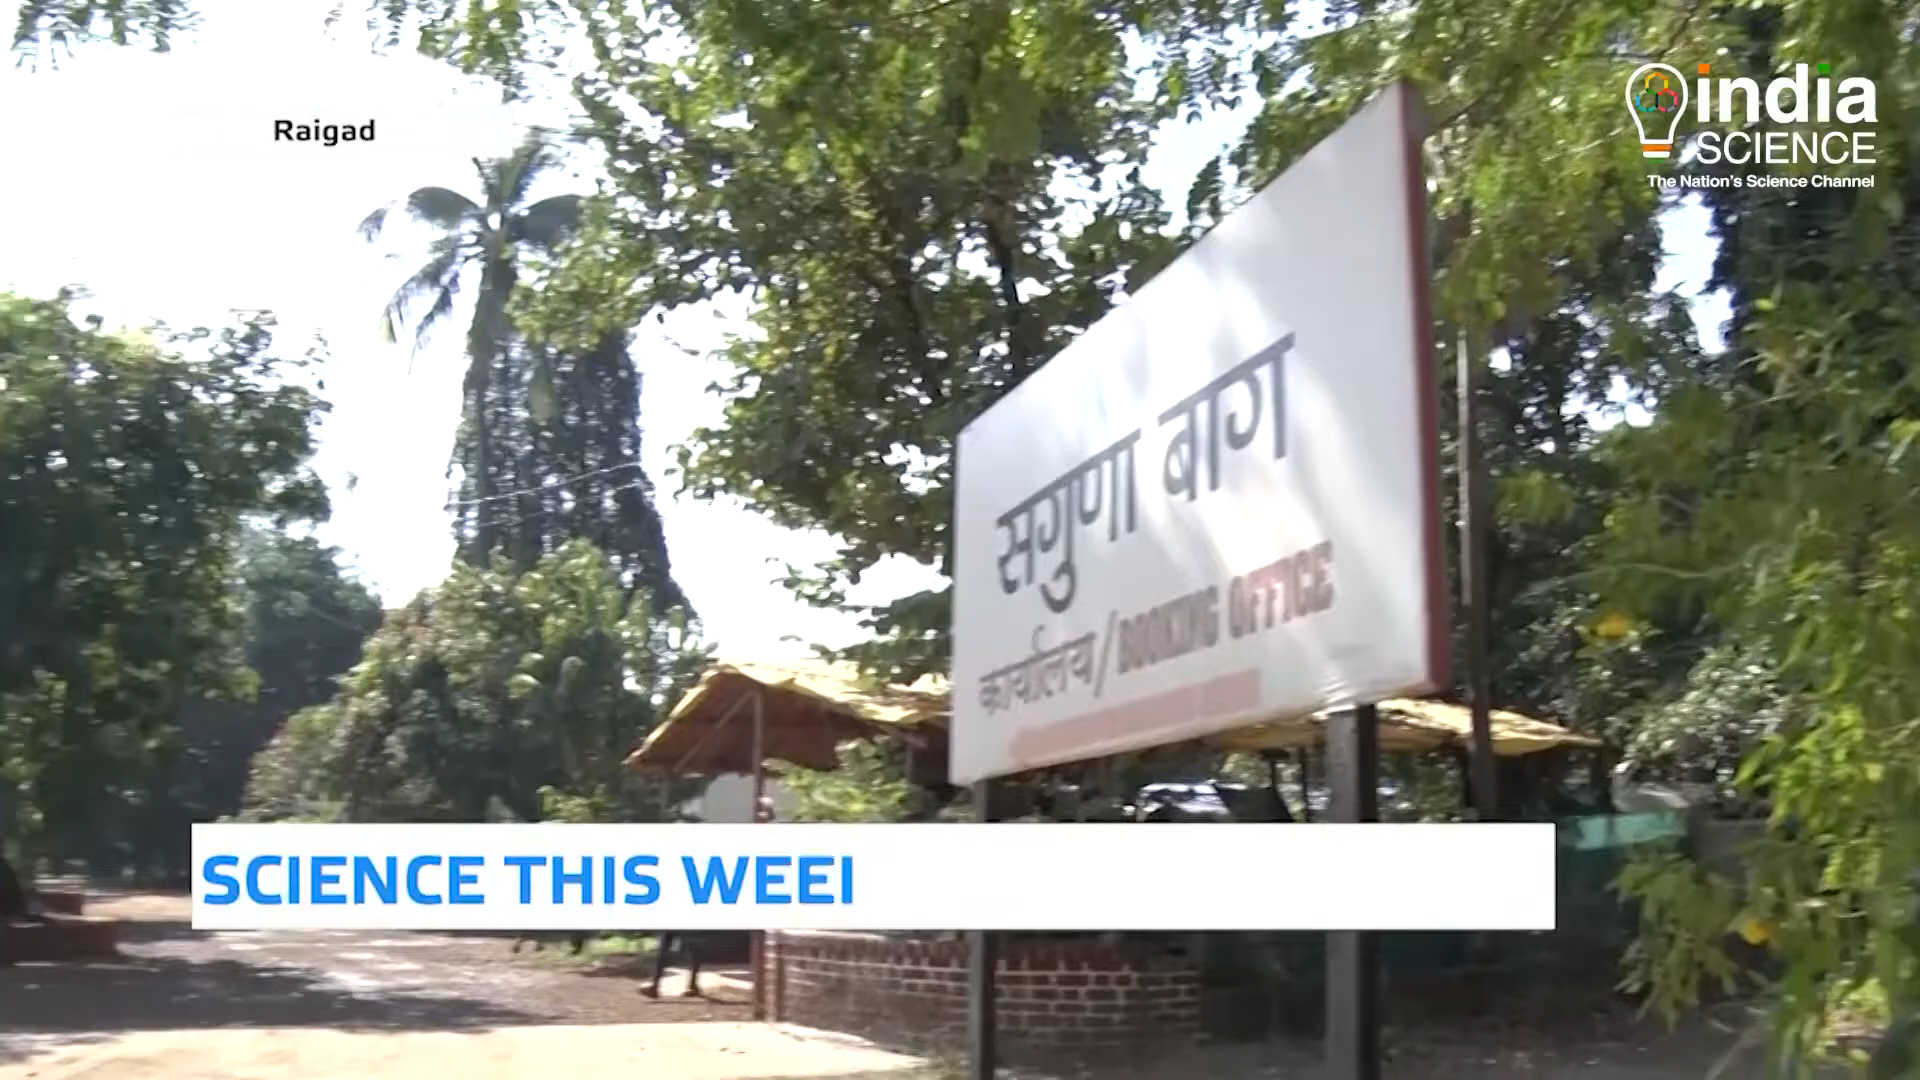 Raigad
india
SCIENCE
The Nation's Science Channel
सगुणा बाग
कार्यालय/BOOKING OFFICE
SCIENCE THIS WEEI